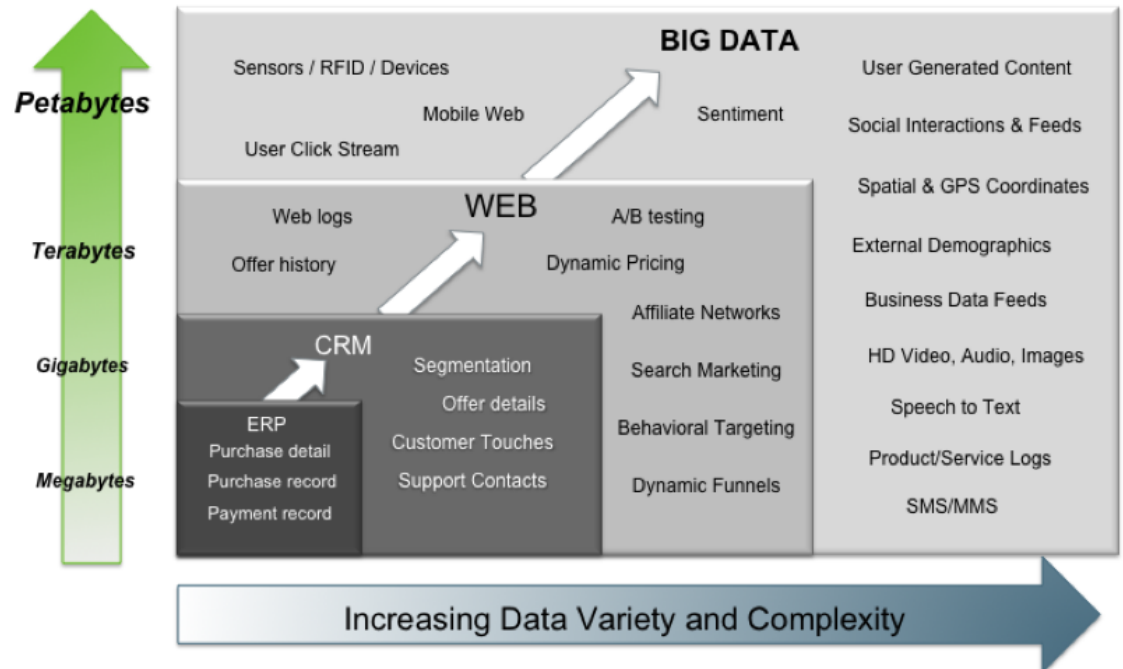 BIG DATA
Sensors / RFID / Devices
User Generated Content
Petabytes
Mobile Web
Sentiment
Social Interactions & Feeds
User Click Stream
Spatial & GPS Coordinates
WEB
Web logs
A/B testing
Terabytes
External Demographics
Offer history
Dynamic Pricing
Business Data Feeds
Affiliate Networks
CRM
HD Video, Audio, Images
Gigabytes
Segmentation
Search Marketing
Offer details
Speech to Text
ERP
Behavioral Targeting
Purchase detail
Customer Touches
Product/Service Logs
Megabytes
Purchase record
Support Contacts
Dynamic Funnels
SMS/MMS
Payment record
Increasing Data Variety and Complexity